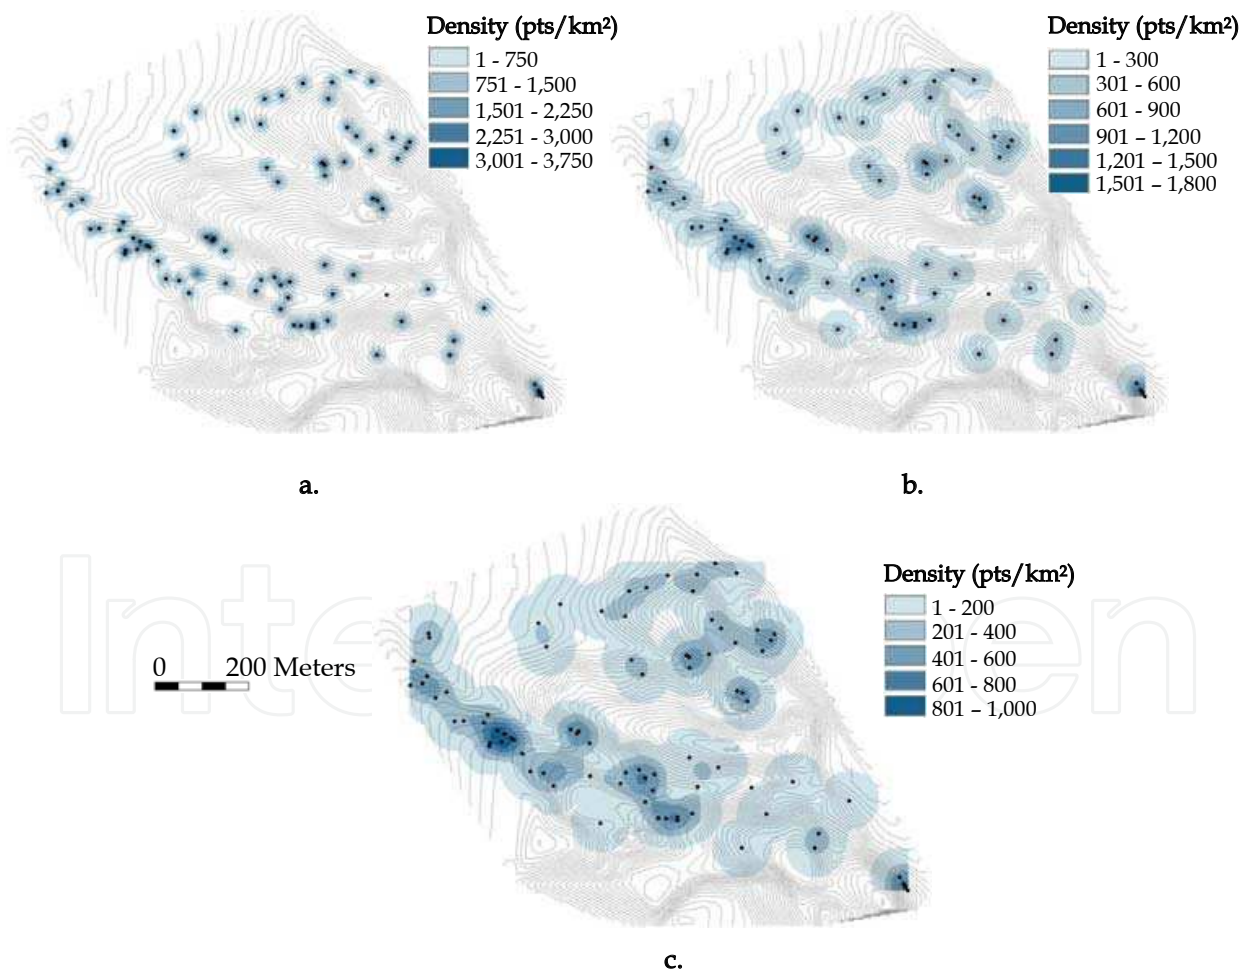 Density (pts/km²)
1 - 750
751 - 1,500
1,501 - 2,250
2,251 - 3,000
3,001 - 3,750
Density (pts/km²)
1 - 300
301 - 600
601 - 900
901 – 1,200
1,201 – 1,500
1,501 – 1,800
a.
b.
Density (pts/km²)
1 - 200
201 - 400
401 - 600
601 - 800
801 – 1,000
0 200 Meters
Inte en
c.